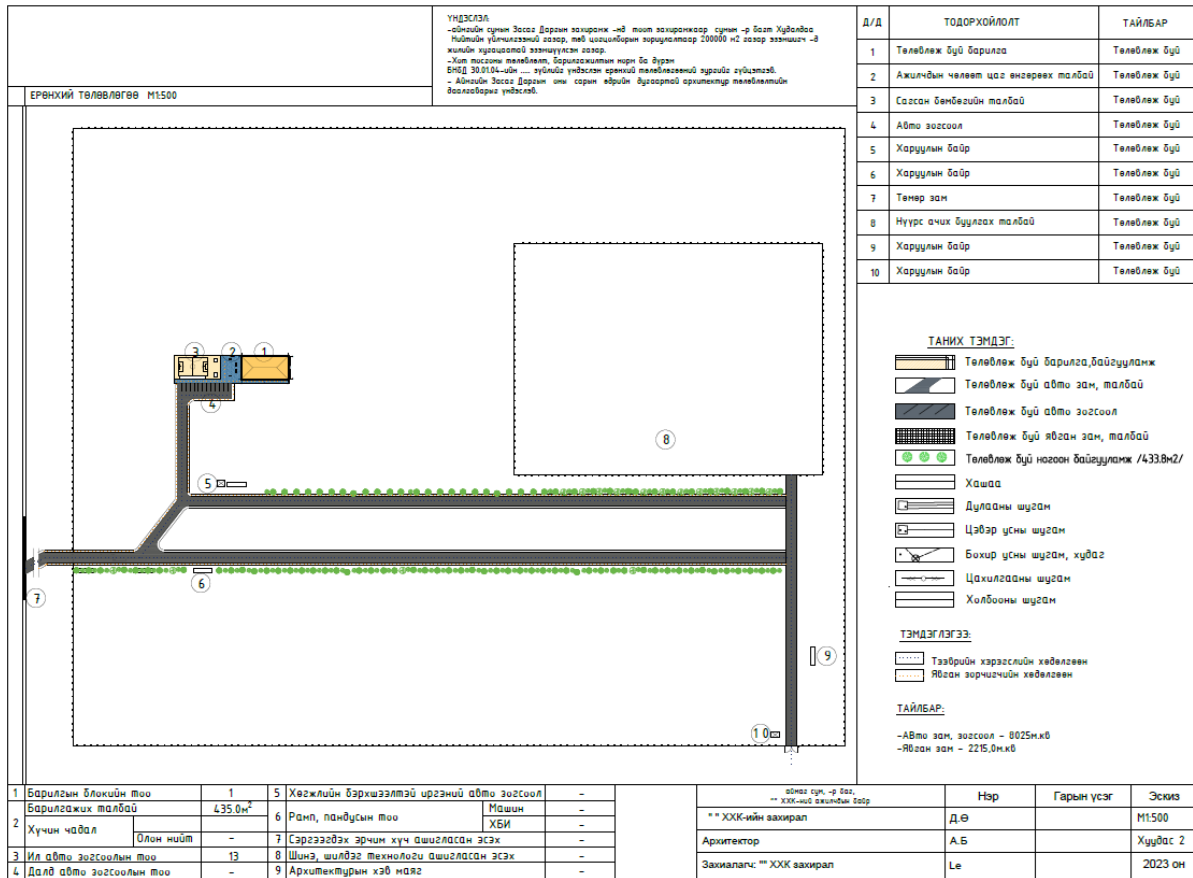 ҮНДЭСЛЭЛ
-аймгийн сумын Засаг Даргын захирамж -нд тоот захирамжаар сумын -р багт Худалдаа
Нийтийн үйлчилгээний газар, төв цогцолборын зориулалтаар 200000 м2 газар эзэмшигч -д
жилийн хугацаатай эзэмшүүлсэн газар.
-Хот тосгоны төлөвлөлт, барилгажилтын норм ба дүрэм
БНбД 30.01.04-ийн .... зүйлийг үндэслэн ерөнхий төлөвлөгөөний зургийг гүйцэтгэв.
- Аймгийн Засаг Даргын оны сарын өдрийн дугаартай архитектур төлөвлөлтийн
даалгаварыг үндэслэв.
ЕРӨНХИЙ ТӨЛӨВЛӨГӨӨ М1:500
Д/Д ТОДОРХОЙЛОЛТ ТАЙЛБАР
1 Төлөвлөж буй барилга Төлөвлөж буй
2 Ажилчдын чөлөөт цаг өнгөрөөх талбай Төлөвлөж буй
3 Сагсан бөмбөгийн талбай Төлөвлөж буй
4 Авто зогсоол Төлөвлөж буй
5 Харуулын байр Төлөвлөж буй
6 Харуулын байр Төлөвлөж буй
7 Төмөр зам Төлөвлөж буй
8 Нүүрс ачих буулгах талбай Төлөвлөж буй
9 Харуулын байр Төлөвлөж буй
10 Харуулын байр Төлөвлөж буй
3 2 1
4
8
5
6
7
9
10
ТАНИХ ТЭМДЭГ:
Төлөвлөж буй барилга,байгууламж
Төлөвлөж буй авто зам, талбай
Төлөвлөж буй авто зогсоол
Төлөвлөж буй явган зам, талбай
Төлөвлөж буй ногоон байгууламж /433.8м2/
Хашаа
Дулааны шугам
Цэвэр усны шугам
Бохир усны шугам, худаг
Цахилгааны шугам
Холбооны шугам
ТЭМДЭГЛЭГЭЭ:
Тээврийн хэрэгслийн хөдөлгөөн
Явган зорчигчийн хөдөлгөөн
ТАЙЛБАР:
-АВто зам, зогсоол - 8025м.кв
-Явган зам - 2215,0м.кв
1 Барилгын блокийн тоо 1
2 Барилгажих талбай 435.0м²
Хүчин чадал
Олон нийт -
3 Ил авто зогсоолын тоо 13
4 Далд авто зогсоолын тоо -
5 Хөгжлийн бэрхшээлтэй иргэний авто зогсоол -
6 Рамп, пандусын тоо Машин -
ХБИ -
7 Сэргээгдэх эрчим хүч ашигласан эсэх -
8 Шинэ, шилдэг технологи ашигласан эсэх -
9 Архитектурын хэв маяг -
аймаг сум, -р баг,
"" ХХК-ний ажилчдын байр
Нэр Гарын үсэг Эскиз
" " ХХК-ийн захирал Д.Ө М1:500
Архитектор А.Б Хуудас 2
Захиалагч: "" ХХК захирал Le 2023 он